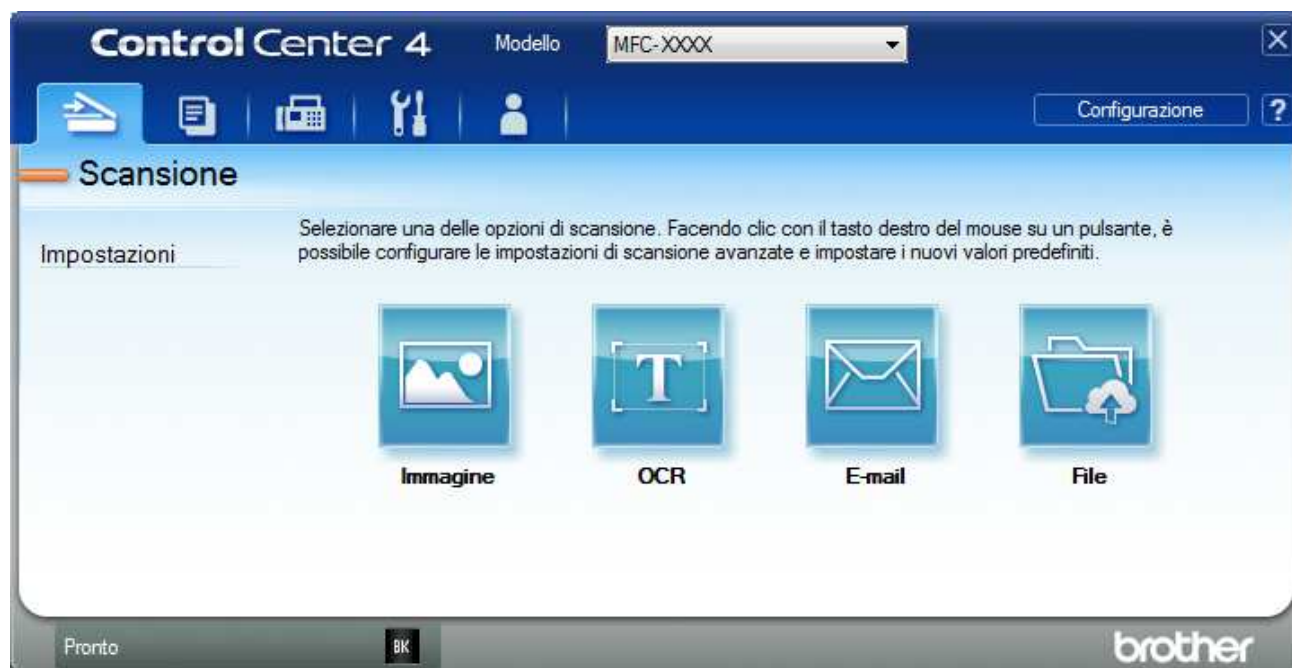 Control Center 4
Modello
MFC-XXXX
Configurazione
?
Scansione
Impostazioni
Selezionare una delle opzioni di scansione. Facendo clic con il tasto destro del mouse su un pulsante, è
possibile configurare le impostazioni di scansione avanzate e impostare i nuovi valori predefiniti.
T
Immagine
OCR
E-mail
File
Pronto
BK
brother